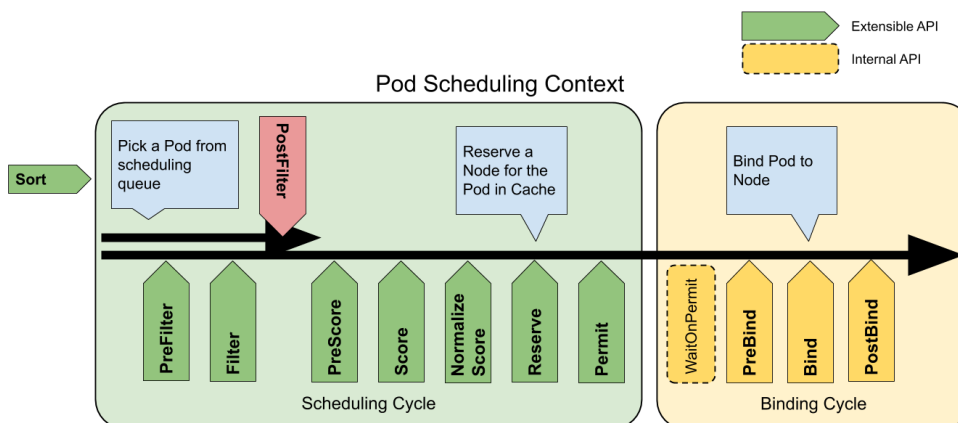 Extensible API
Internal API
Pod Scheduling Context
Sort
Pick a Pod from
scheduling
queue
PostFilter
Reserve a
Node for the
Pod in Cache
Bind Pod to
Node
PreFilter
Filter
PreScore
Score
Normalize
Score
Reserve
Permit
WaitOnPermit
PreBind
Bind
PostBind
Scheduling Cycle
Binding Cycle